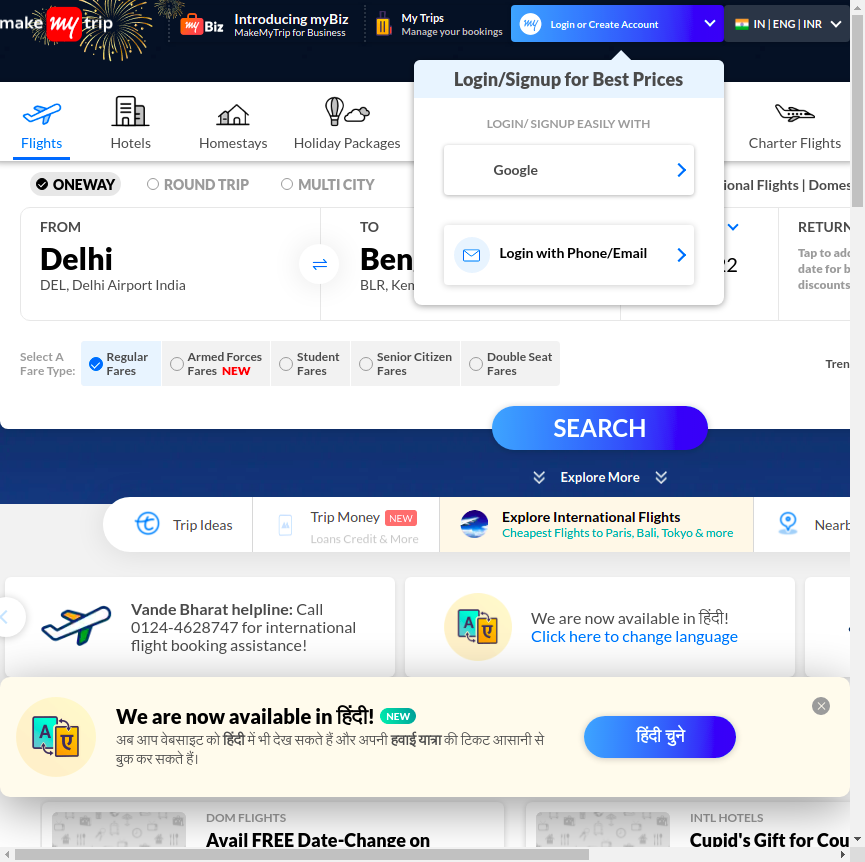 make my trip
my Biz
Introducing myBiz
MakeMyTrip for Business
My Trips
Manage your bookings
my
Login or Create Account
IN | ENG | INR
Login/Signup for Best Prices
LOGIN/ SIGNUP EASILY WITH
Google
Login with Phone/Email
Flights
Hotels
Homestays
Holiday Packages
Charter Flights
ONEWAY
ROUND TRIP
MULTI CITY
Flights | Domes
FROM
Delhi
DEL, Delhi Airport India
TO
Ben
BLR, Kem
22
RETURN
Tap to add
date for b
discounts
Select A
Fare Type:
Regular
Fares
Armed Forces
Fares NEW
Student
Fares
Senior Citizen
Fares
Double Seat
Fares
Tren
SEARCH
Explore More
Trip Ideas
Trip Money NEW
Loans Credit & More
Explore International Flights
Cheapest Flights to Paris, Bali, Tokyo & more
Nearb
Vande Bharat helpline: Call
0124-4628747 for international
flight booking assistance!
A ए
We are now available in हिंदी!
Click here to change language
A ए
We are now available in हिंदी! NEW
अब आप वेबसाइट को हिंदी में भी देख सकते हैं और अपनी हवाई यात्रा की टिकट आसानी से
बुक कर सकते हैं।
हिंदी चुने
DOM FLIGHTS
Avail FREE Date-Change on
INTL HOTELS
Cupid's Gift for Cou